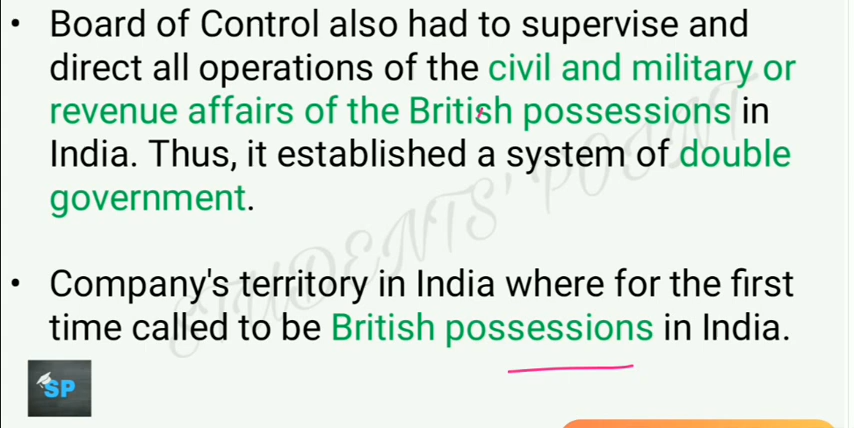 • Board of Control also had to supervise and
direct all operations of the civil and military or
revenue affairs of the British possessions in
India. Thus, it established a system of double
government.
• Company's territory in India where for the first
time called to be British possessions in India.
STUDENTS' POINT
SP